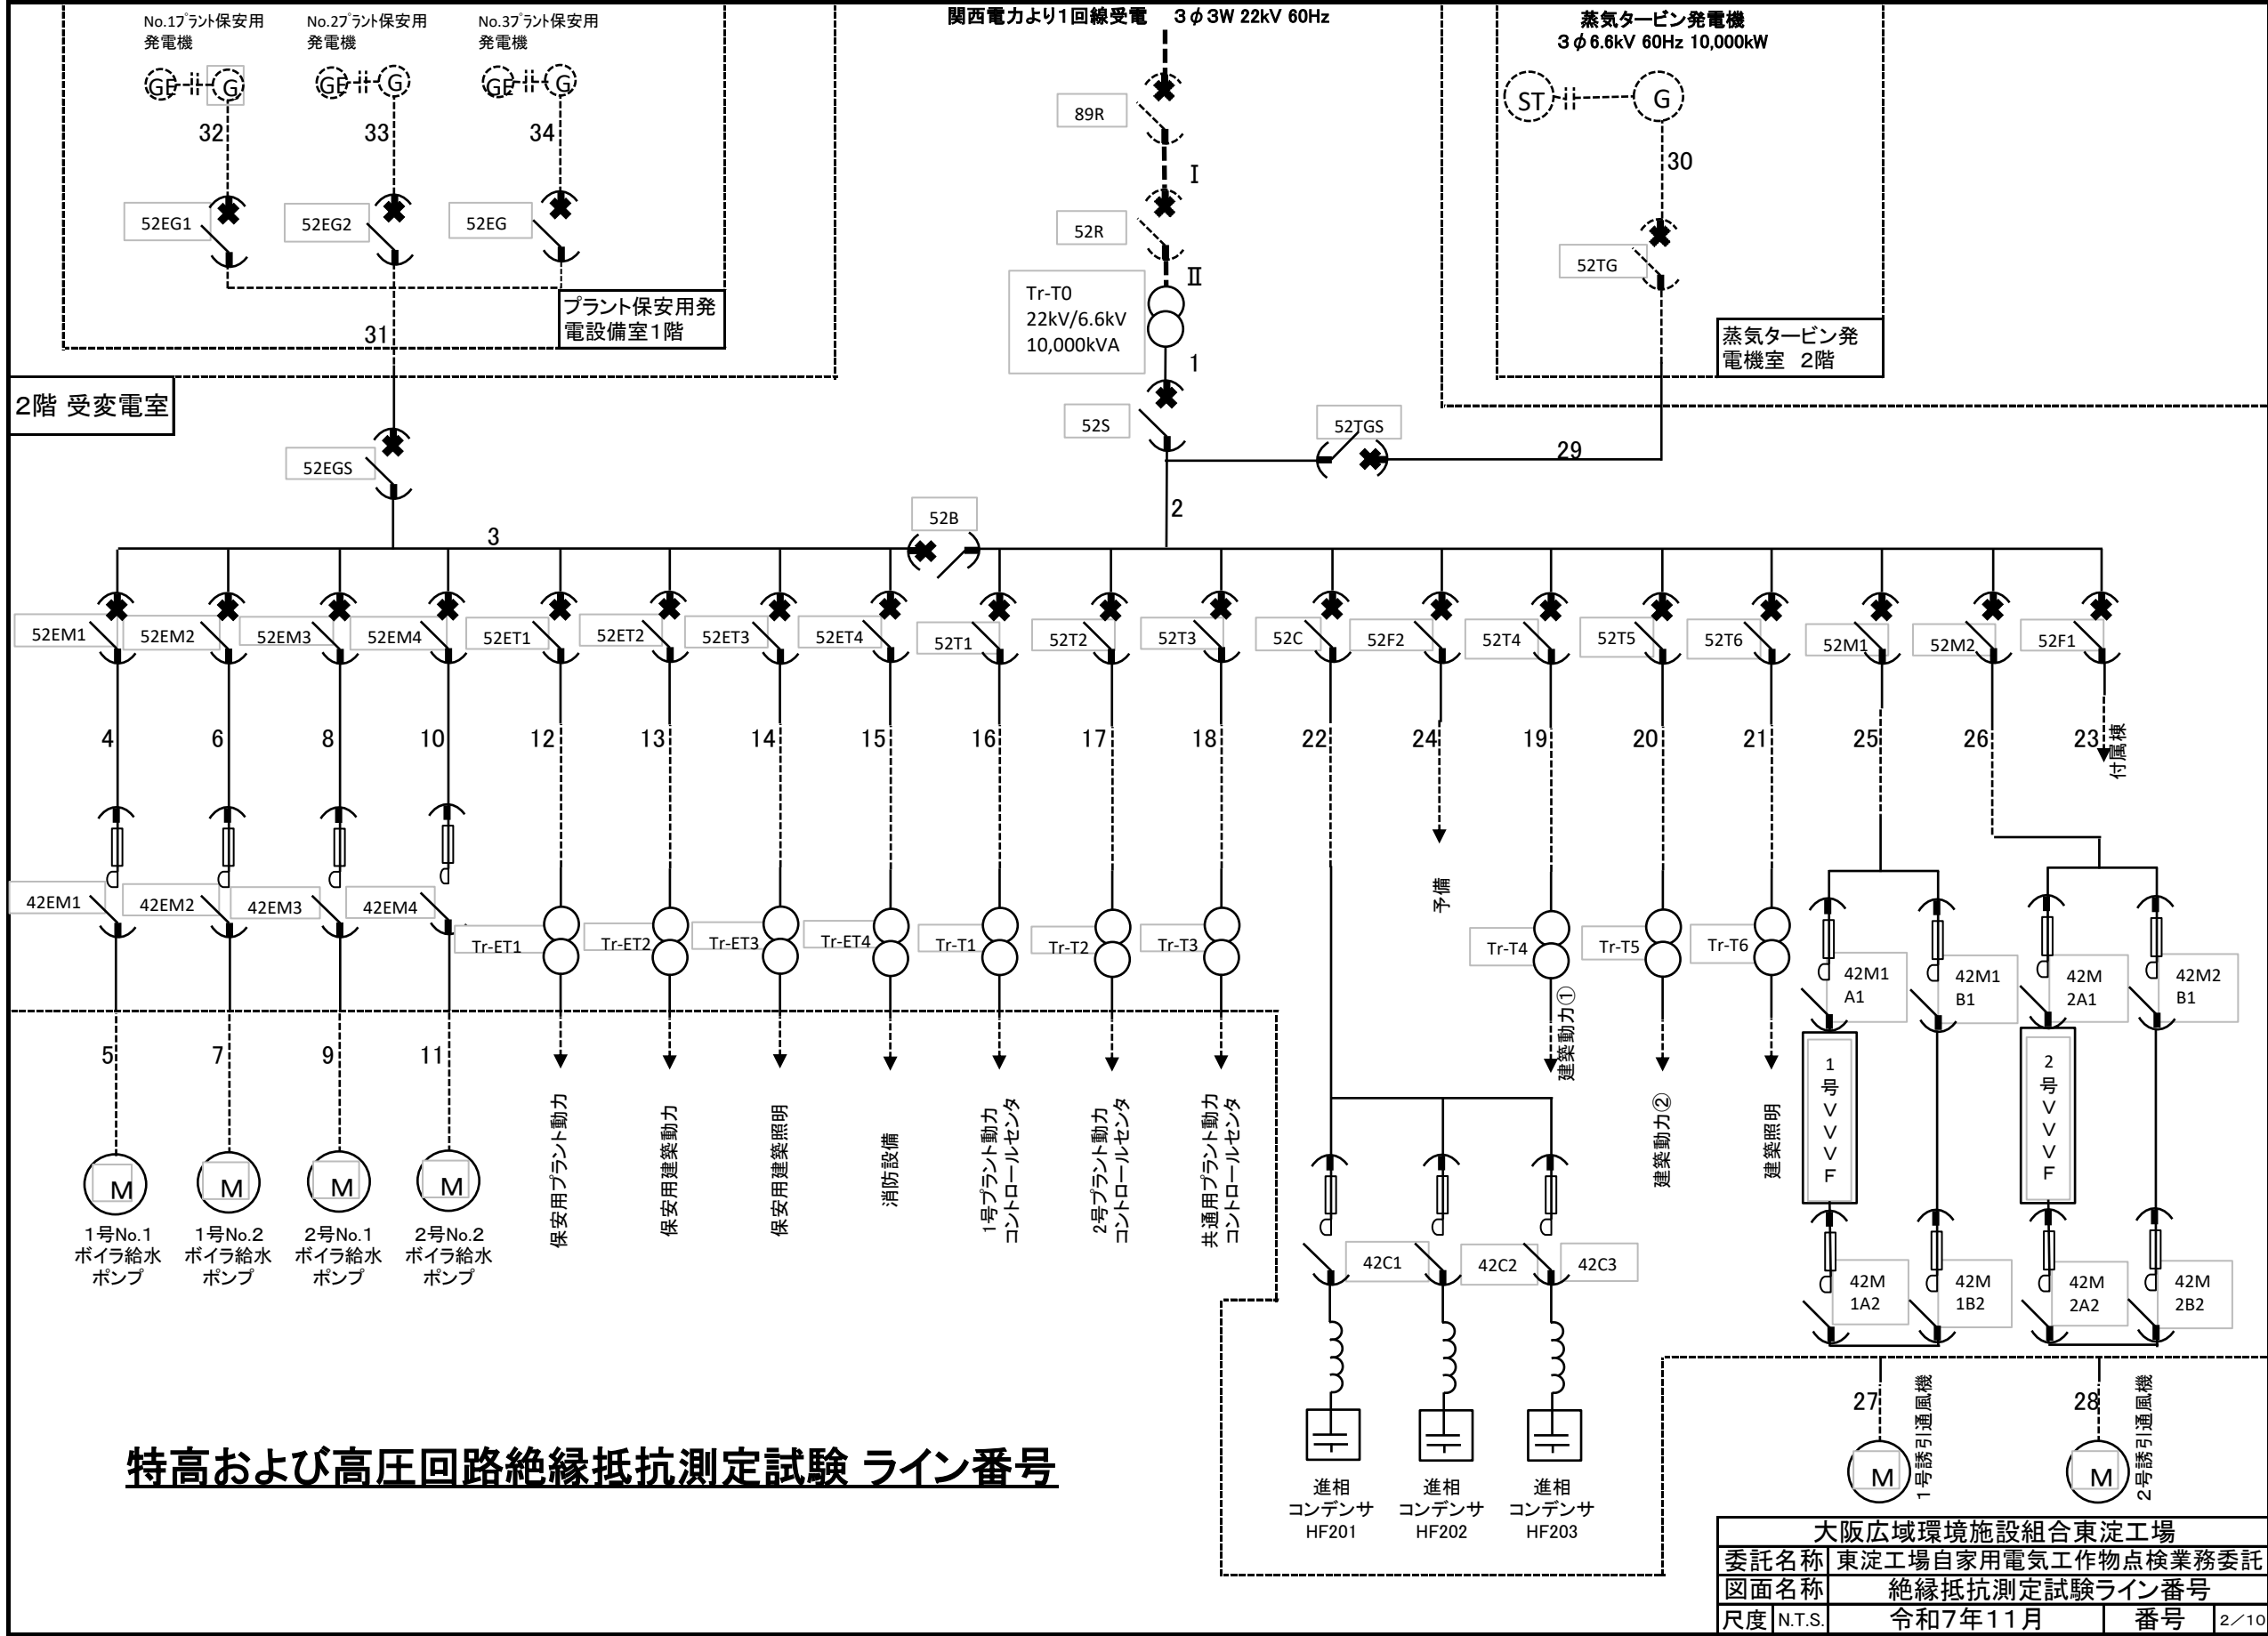 No.1プラント保安用
発電機
No.2プラント保安用
発電機
No.3プラント保安用
発電機
関西電力より1回線受電　3φ3W 22kV 60Hz
蒸気タービン発電機
3φ6.6kV 60Hz 10,000kW
GE
G
GE
G
GE
G
ST
G
89R
32
33
34
30
I
52EG1
52EG2
52EG
52R
52TG
II
Tr-T0
22kV/6.6kV
10,000kVA
プラント保安用発
電設備室1階
31
1
蒸気タービン発
電機室 2階
2階 受変電室
52S
52TGS
29
52EGS
2
52B
3
52EM1
52EM2
52EM3
52EM4
52ET1
52ET2
52ET3
52ET4
52T1
52T2
52T3
52C
52F2
52T4
52T5
52T6
52M1
52M2
52F1
4
6
8
10
12
13
14
15
16
17
18
22
24
19
20
21
25
26
23
付属棟
予備
42EM1
42EM2
42EM3
42EM4
Tr-ET1
Tr-ET2
Tr-ET3
Tr-ET4
Tr-T1
Tr-T2
Tr-T3
Tr-T4
Tr-T5
Tr-T6
42M1
A1
42M1
B1
42M
2A1
42M2
B1
5
7
9
11
建築動力①
建築動力②
建築照明
1号VVVF
2号VVVF
保安用プラント動力
保安用建築動力
保安用建築照明
消防設備
1号プラント動力
コントロールセンタ
2号プラント動力
コントロールセンタ
共通用プラント動力
コントロールセンタ
M
M
M
M
1号No.1
ボイラ給水
ポンプ
1号No.2
ボイラ給水
ポンプ
2号No.1
ボイラ給水
ポンプ
2号No.2
ボイラ給水
ポンプ
42C1
42C2
42C3
42M
1A2
42M
1B2
42M
2A2
42M
2B2
27
1号誘引通風機
28
2号誘引通風機
M
M
特高および高圧回路絶縁抵抗測定試験 ライン番号
進相
コンデンサ
HF201
進相
コンデンサ
HF202
進相
コンデンサ
HF203
大阪広域環境施設組合東淀工場
委託名称 東淀工場自家用電気工作物点検業務委託
図面名称 絶縁抵抗測定試験ライン番号
尺度 N.T.S. 令和7年11月 番号 2／10